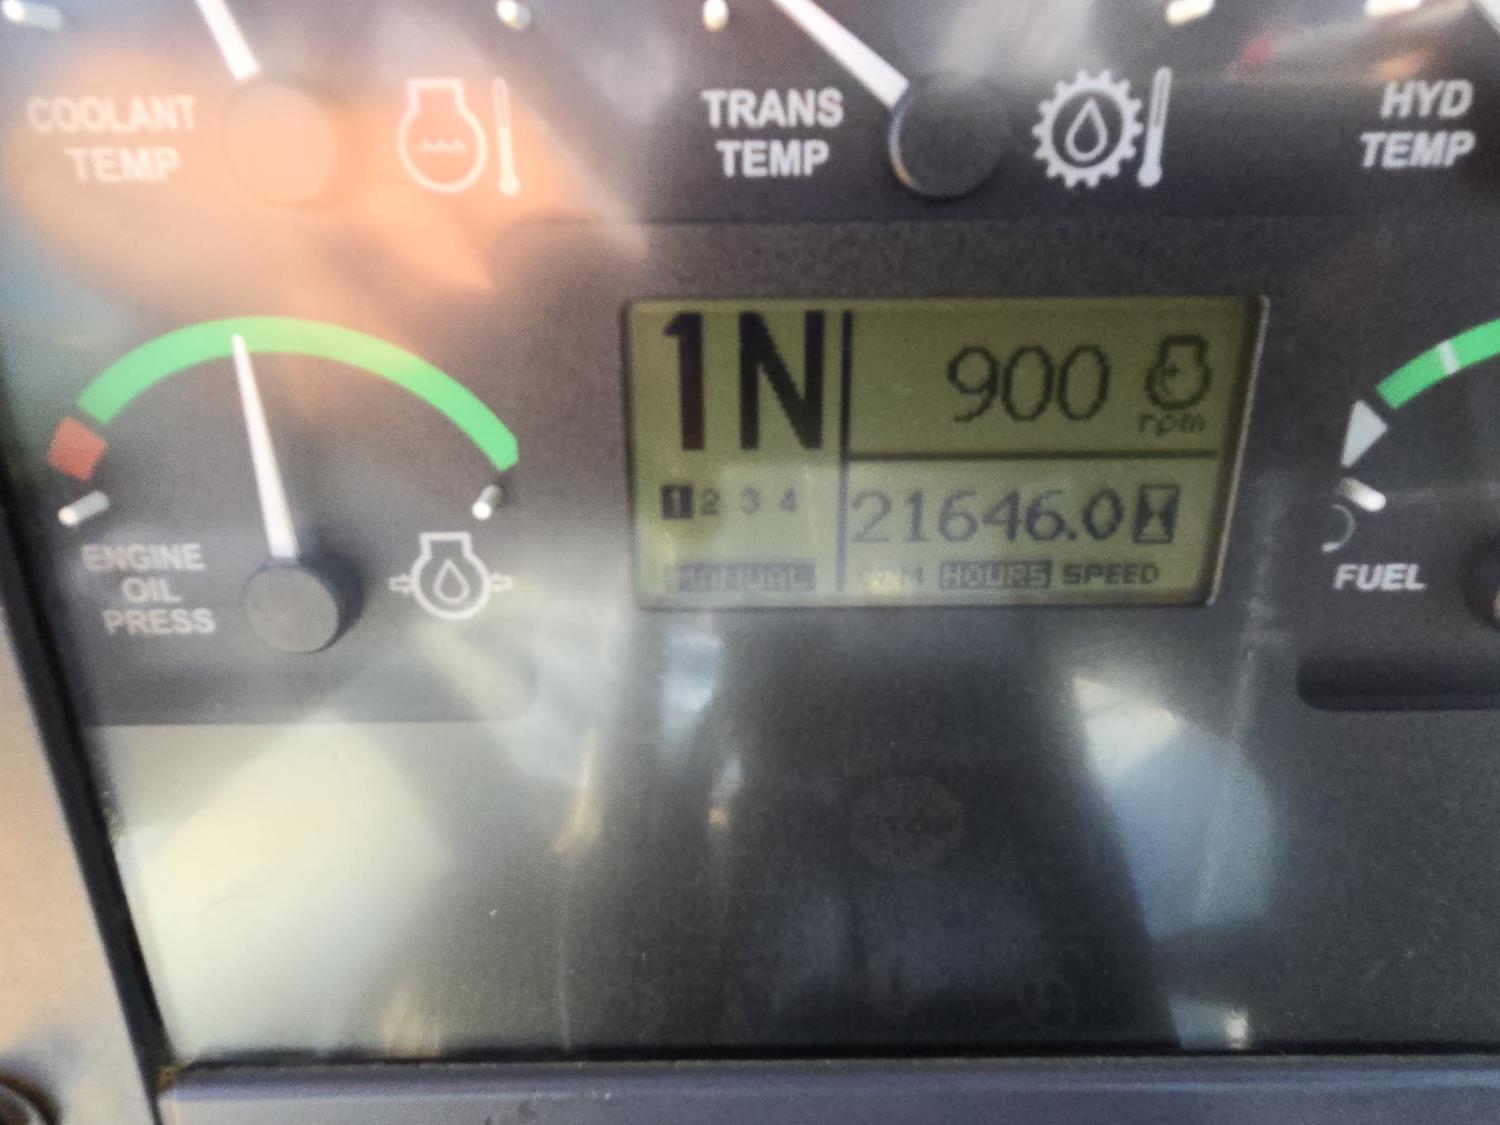 COOLANT
TEMP
TRANS
TEMP
HYD
TEMP
1N
900
rpm
1 2 3 4
21646.0
MANUAL
HOURS SPEED
ENGINE
OIL
PRESS
FUEL